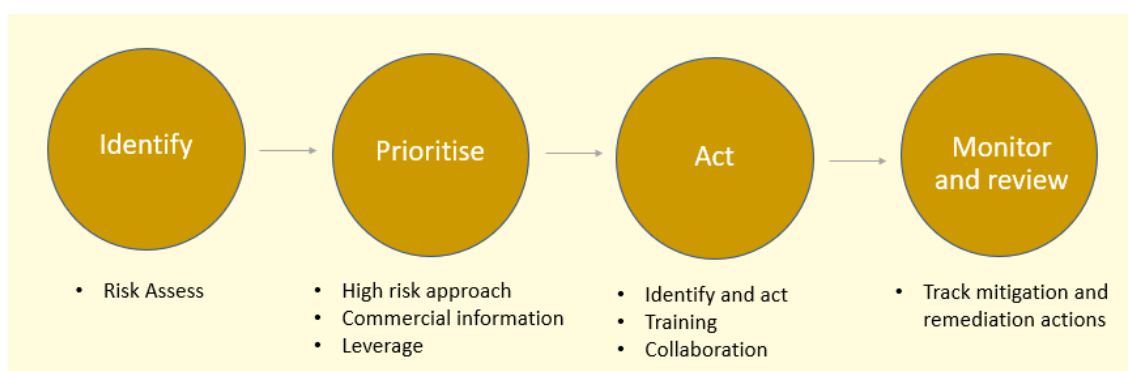 Identify
Prioritise
Act
Monitor
and review
• Risk Assess
• High risk approach
• Commercial information
• Leverage
• Identify and act
• Training
• Collaboration
• Track mitigation and
remediation actions